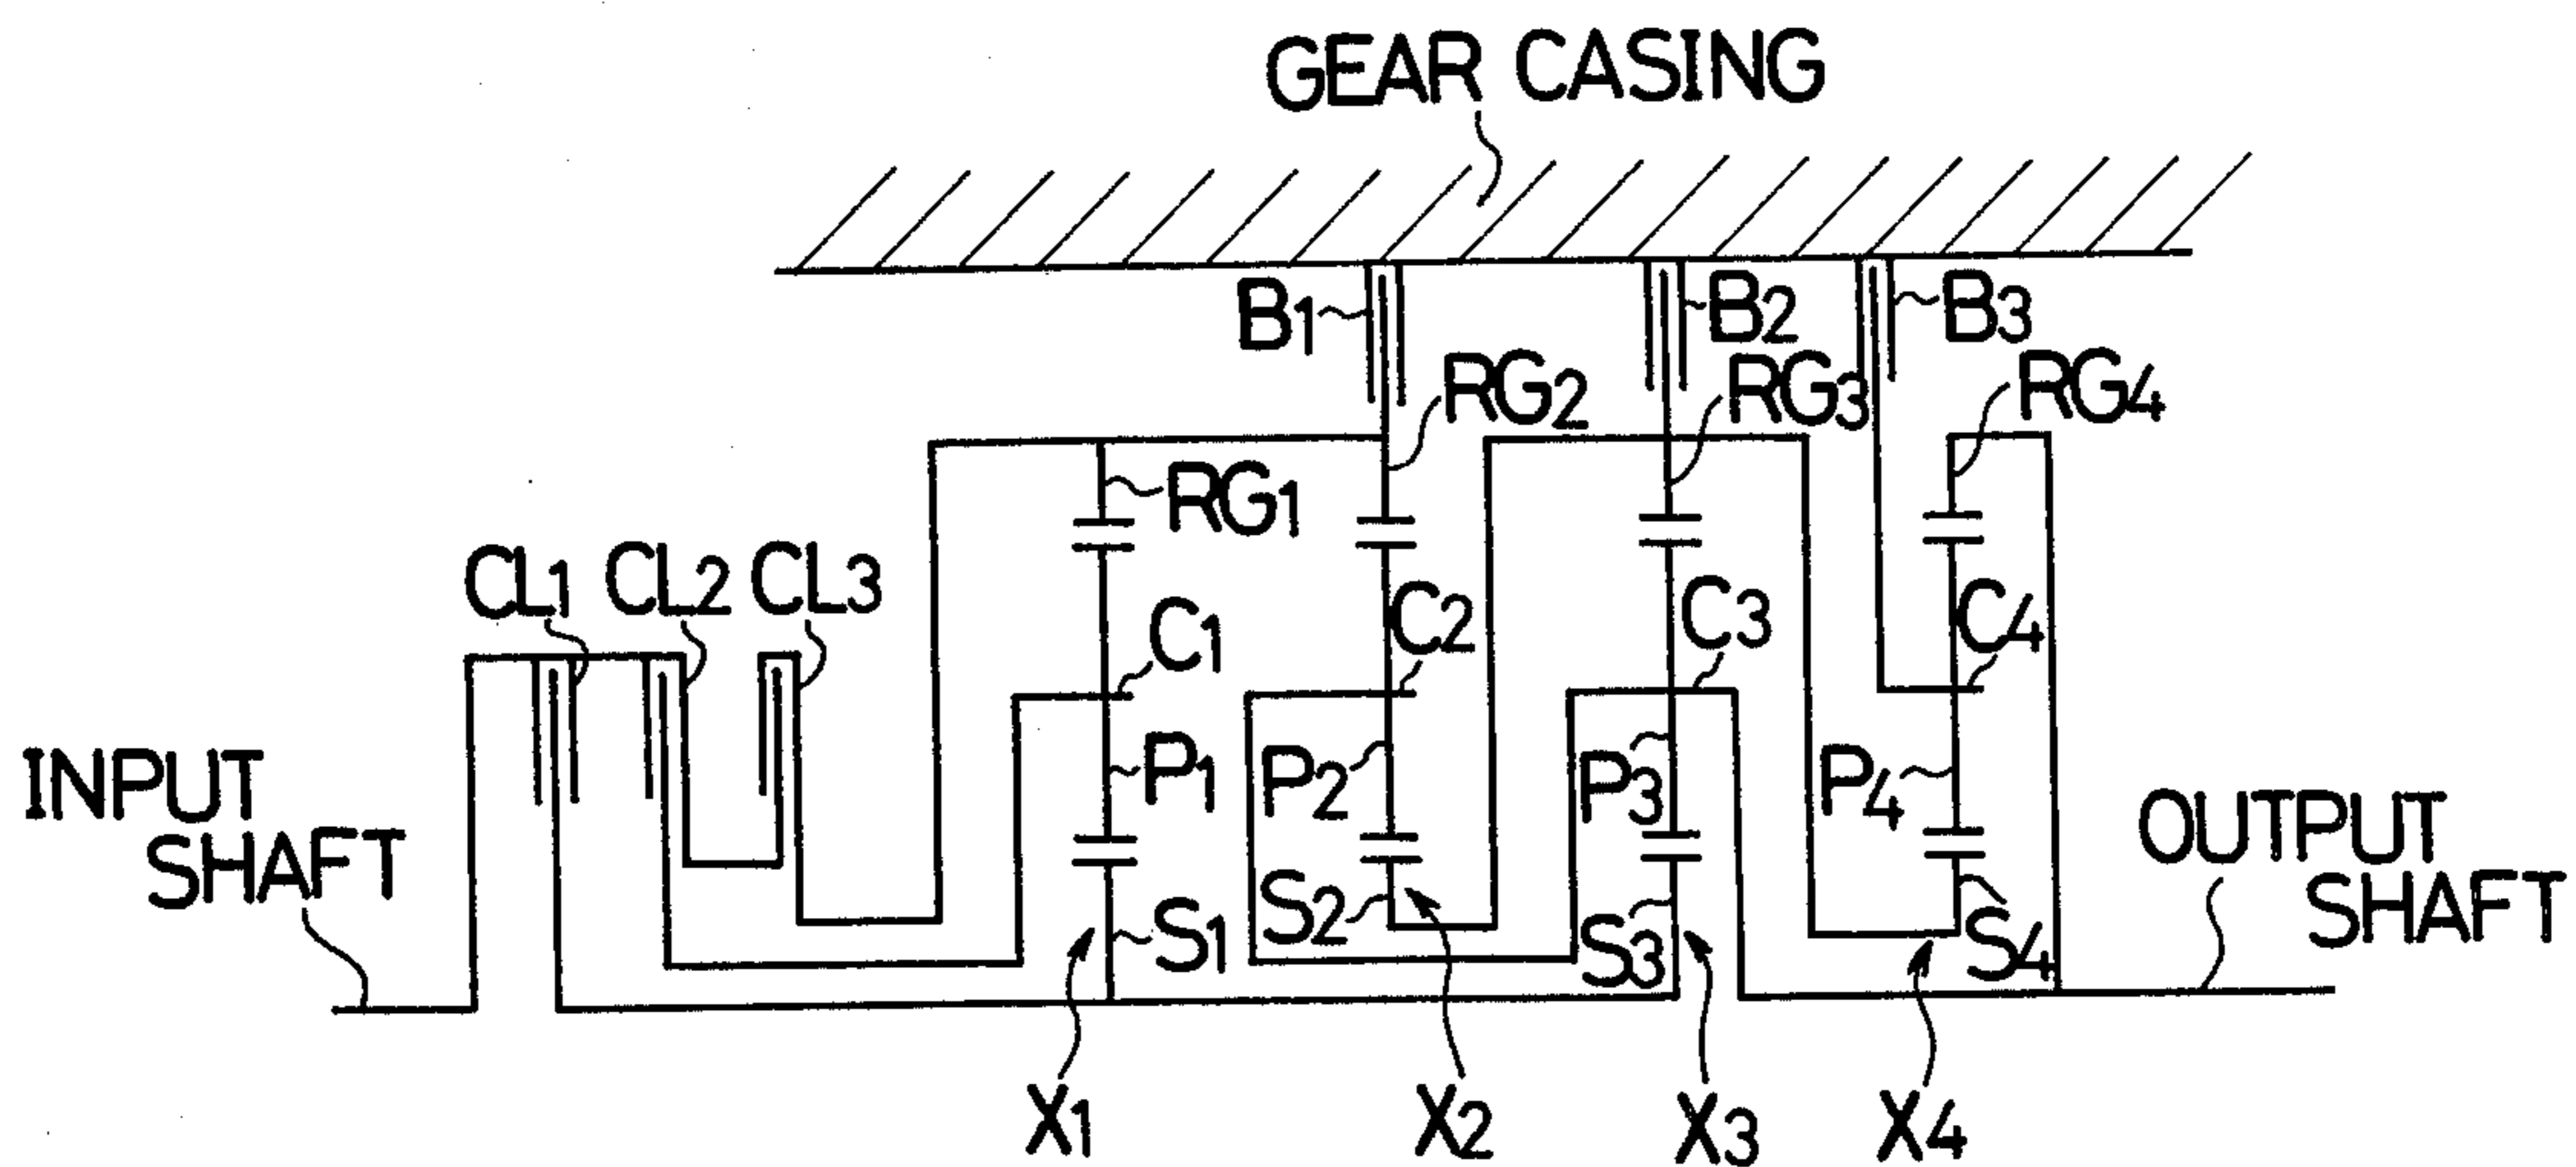 GEAR CASING
B1
B2
B3
RG2
RG3
RG4
RG1
CL1
CL2
CL3
C1
C2
C3
C4
INPUT
SHAFT
P1
P2
P3
P4
OUTPUT
SHAFT
S1
S2
S3
S4
X1
X2
X3
X4